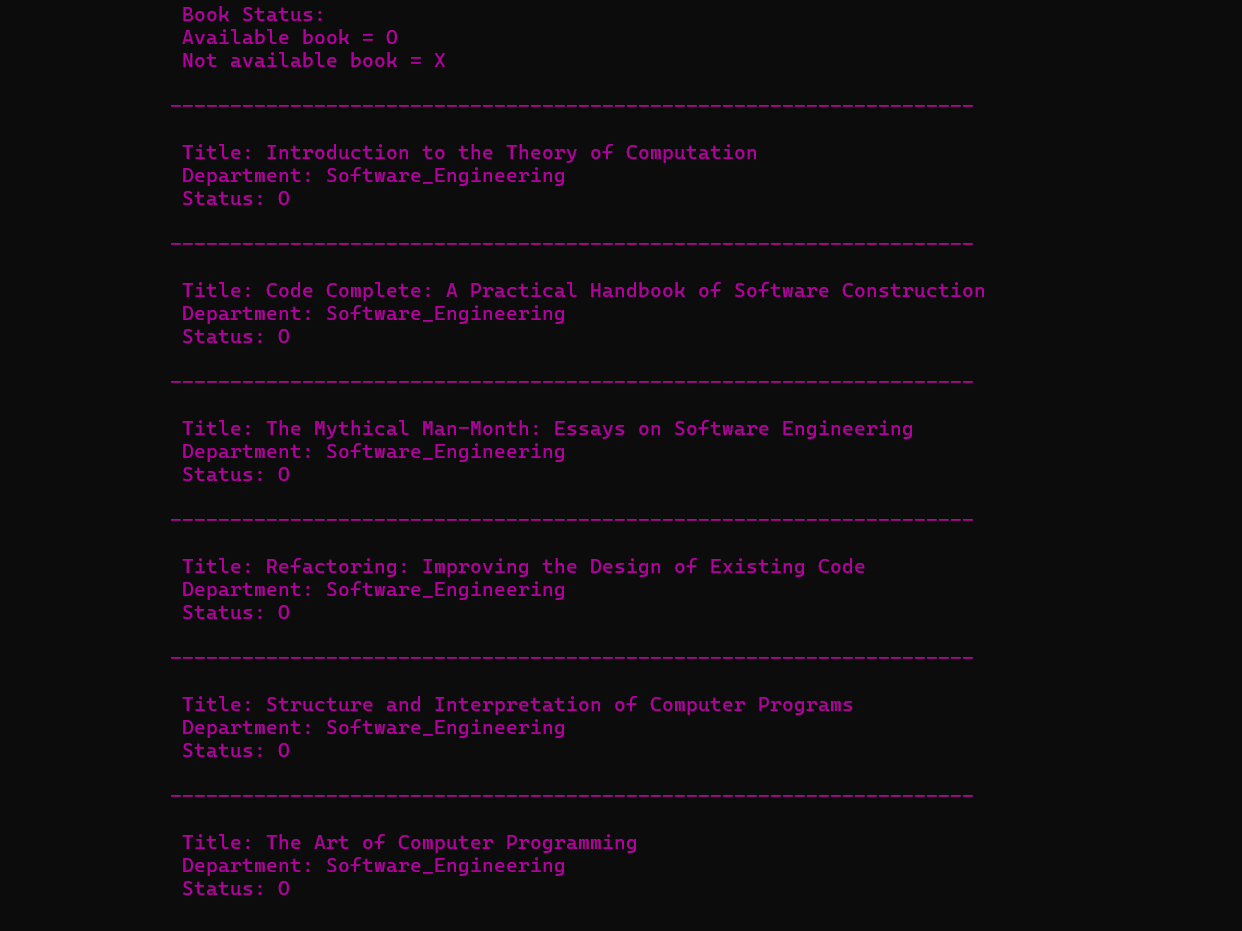 Book Status:
Available book = O
Not available book = X
-------------------------------------------------------------------
Title: Introduction to the Theory of Computation
Department: Software_Engineering
Status: O
-------------------------------------------------------------------
Title: Code Complete: A Practical Handbook of Software Construction
Department: Software_Engineering
Status: O
-------------------------------------------------------------------
Title: The Mythical Man-Month: Essays on Software Engineering
Department: Software_Engineering
Status: O
-------------------------------------------------------------------
Title: Refactoring: Improving the Design of Existing Code
Department: Software_Engineering
Status: O
-------------------------------------------------------------------
Title: Structure and Interpretation of Computer Programs
Department: Software_Engineering
Status: O
-------------------------------------------------------------------
Title: The Art of Computer Programming
Department: Software_Engineering
Status: O